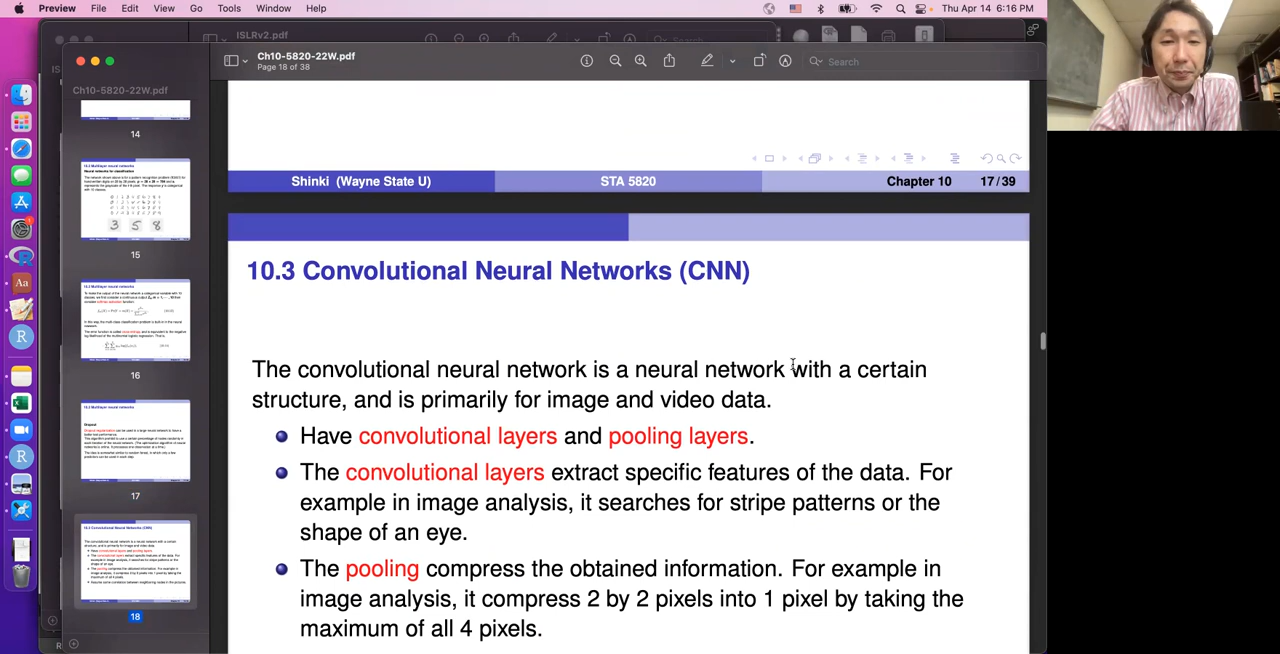 Preview File Edit View Go Tools Window Help Thu Apr 14 6:16 PM
ISLRv2.pdf
Ch10-5820-22W.pdf
Page 18 of 38
Search
Ch10-5820-22W.pdf
14
15
16
17
18
Shinki (Wayne State U) STA 5820 Chapter 10 17/39
10.3 Convolutional Neural Networks (CNN)
The convolutional neural network is a neural network with a certain
structure, and is primarily for image and video data.
Have convolutional layers and pooling layers.
The convolutional layers extract specific features of the data. For
example in image analysis, it searches for stripe patterns or the
shape of an eye.
The pooling compress the obtained information. For example in
image analysis, it compress 2 by 2 pixels into 1 pixel by taking the
maximum of all 4 pixels.